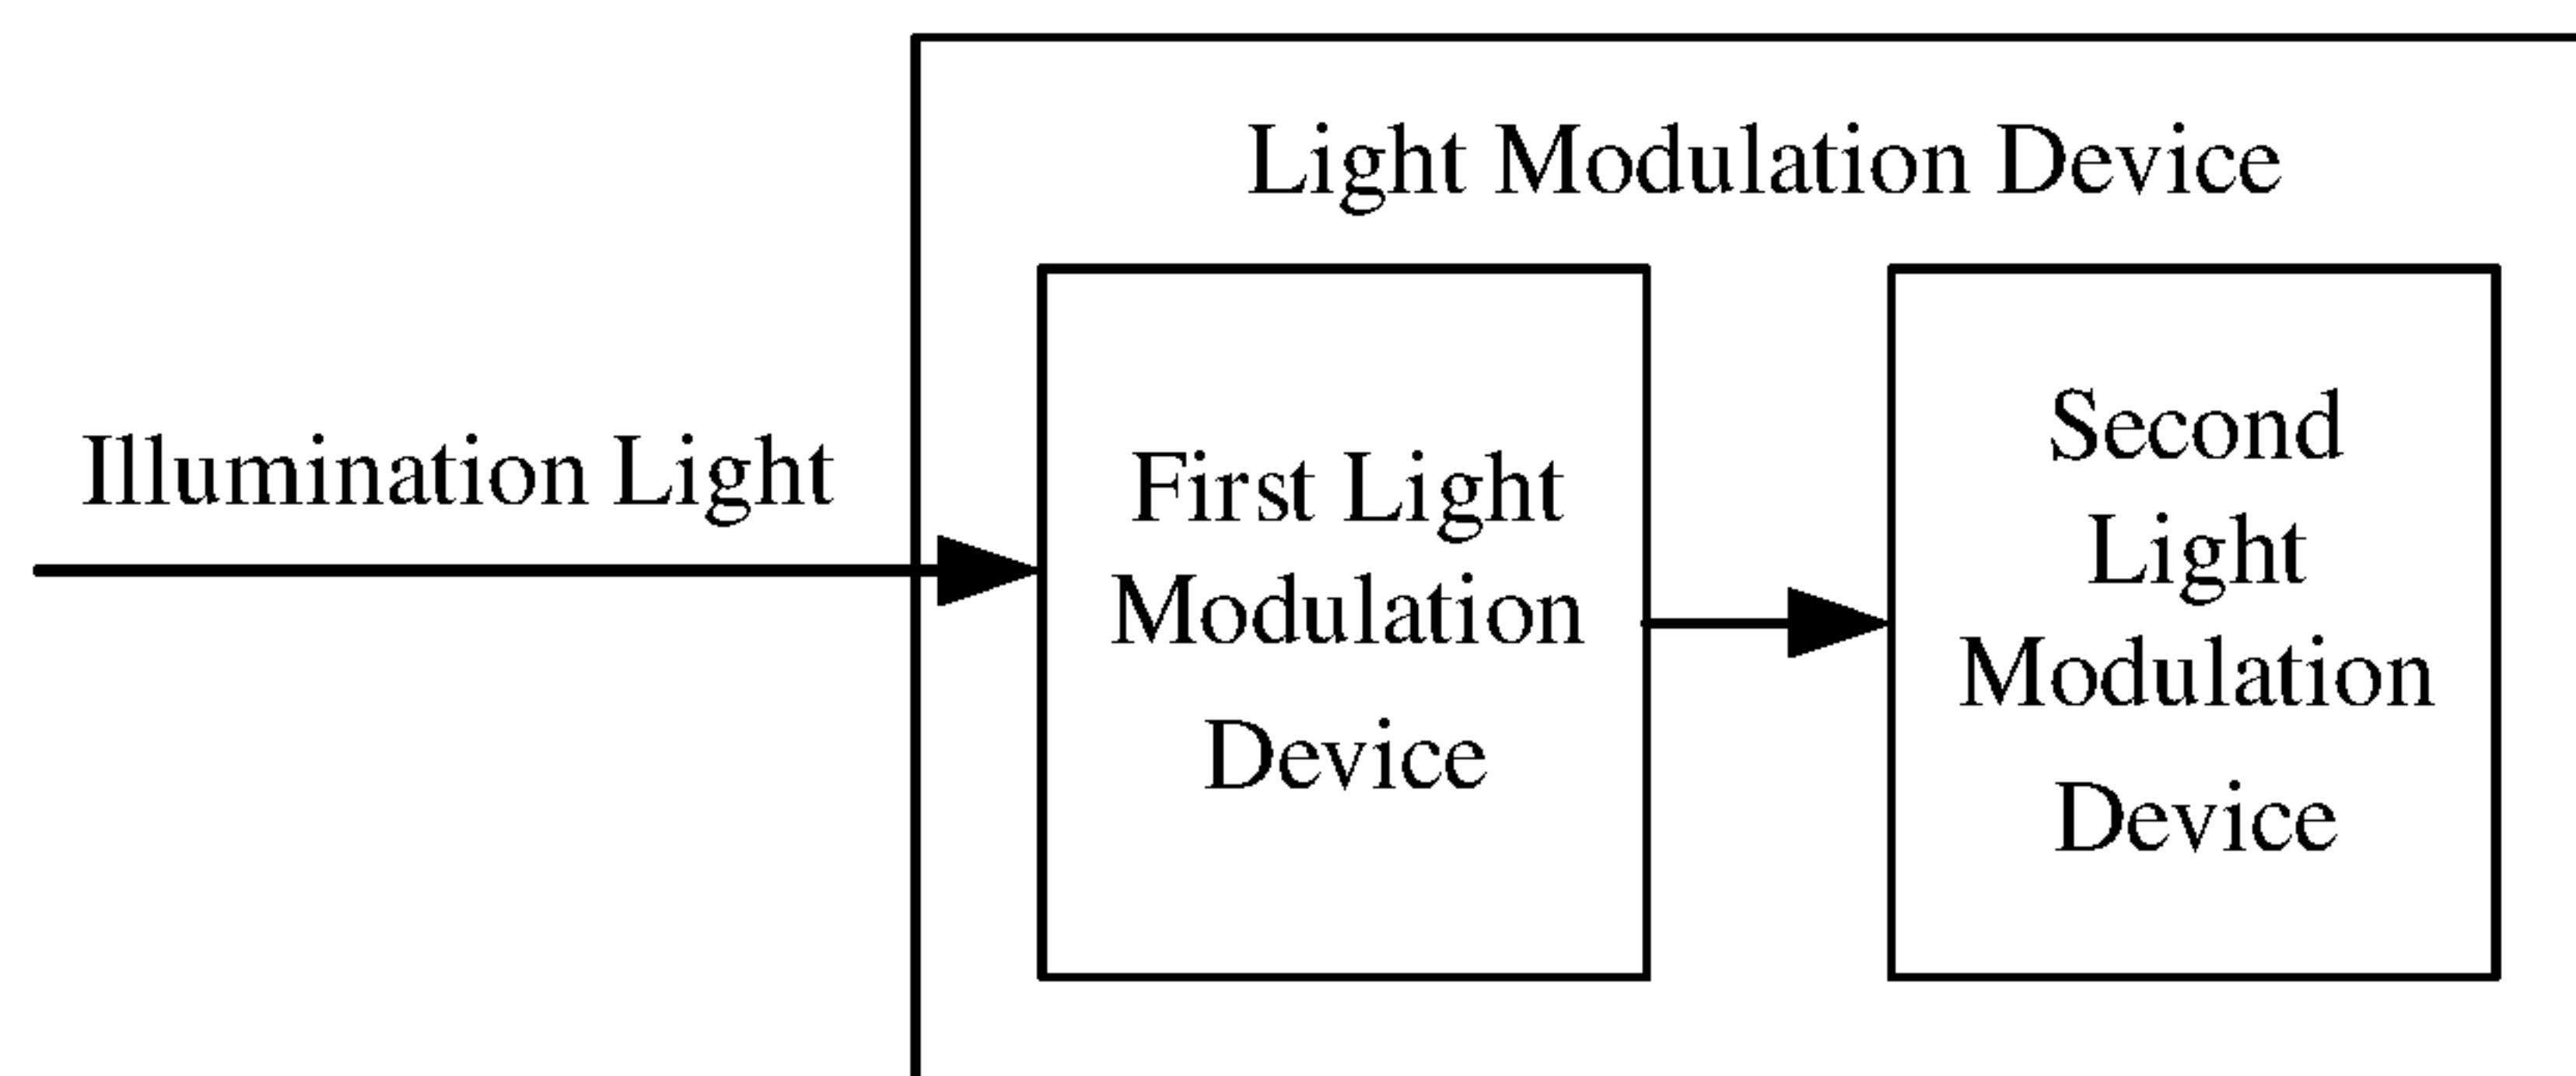 Light Modulation Device
Illumination Light
First Light
Modulation
Device
Second
Light
Modulation
Device